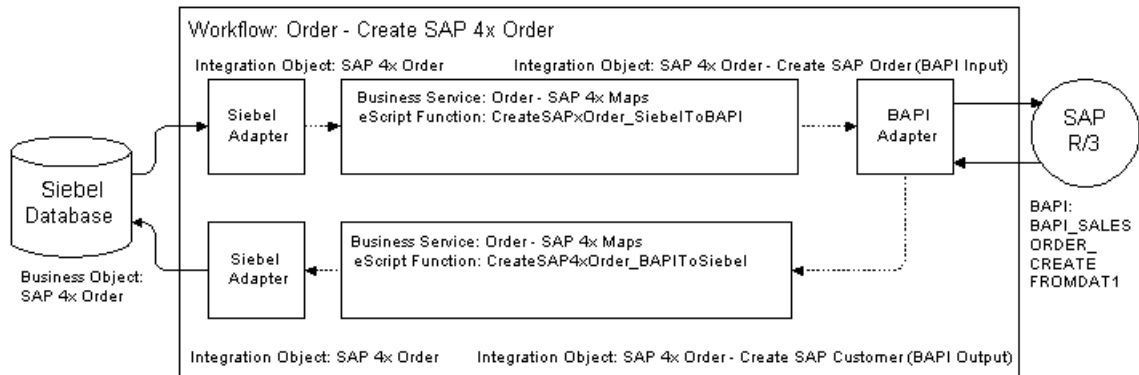 Workflow: Order - Create SAP 4x Order
Integration Object: SAP 4x Order
Integration Object: SAP 4x Order - Create SAP Order (BAPI Input)
Siebel
Adapter
Business Service: Order - SAP 4x Maps
eScript Function: CreateSAPxOrder_SiebelToBAPI
BAPI
Adapter
SAP
R/3
Siebel
Database
Business Object:
SAP 4x Order
Siebel
Adapter
Business Service: Order - SAP 4x Maps
eScript Function: CreateSAP4xOrder_BAPIToSiebel
BAPI:
BAPI_SALES
ORDER_
CREATE
FROMDAT1
Integration Object: SAP 4x Order
Integration Object: SAP 4x Order - Create SAP Customer (BAPI Output)